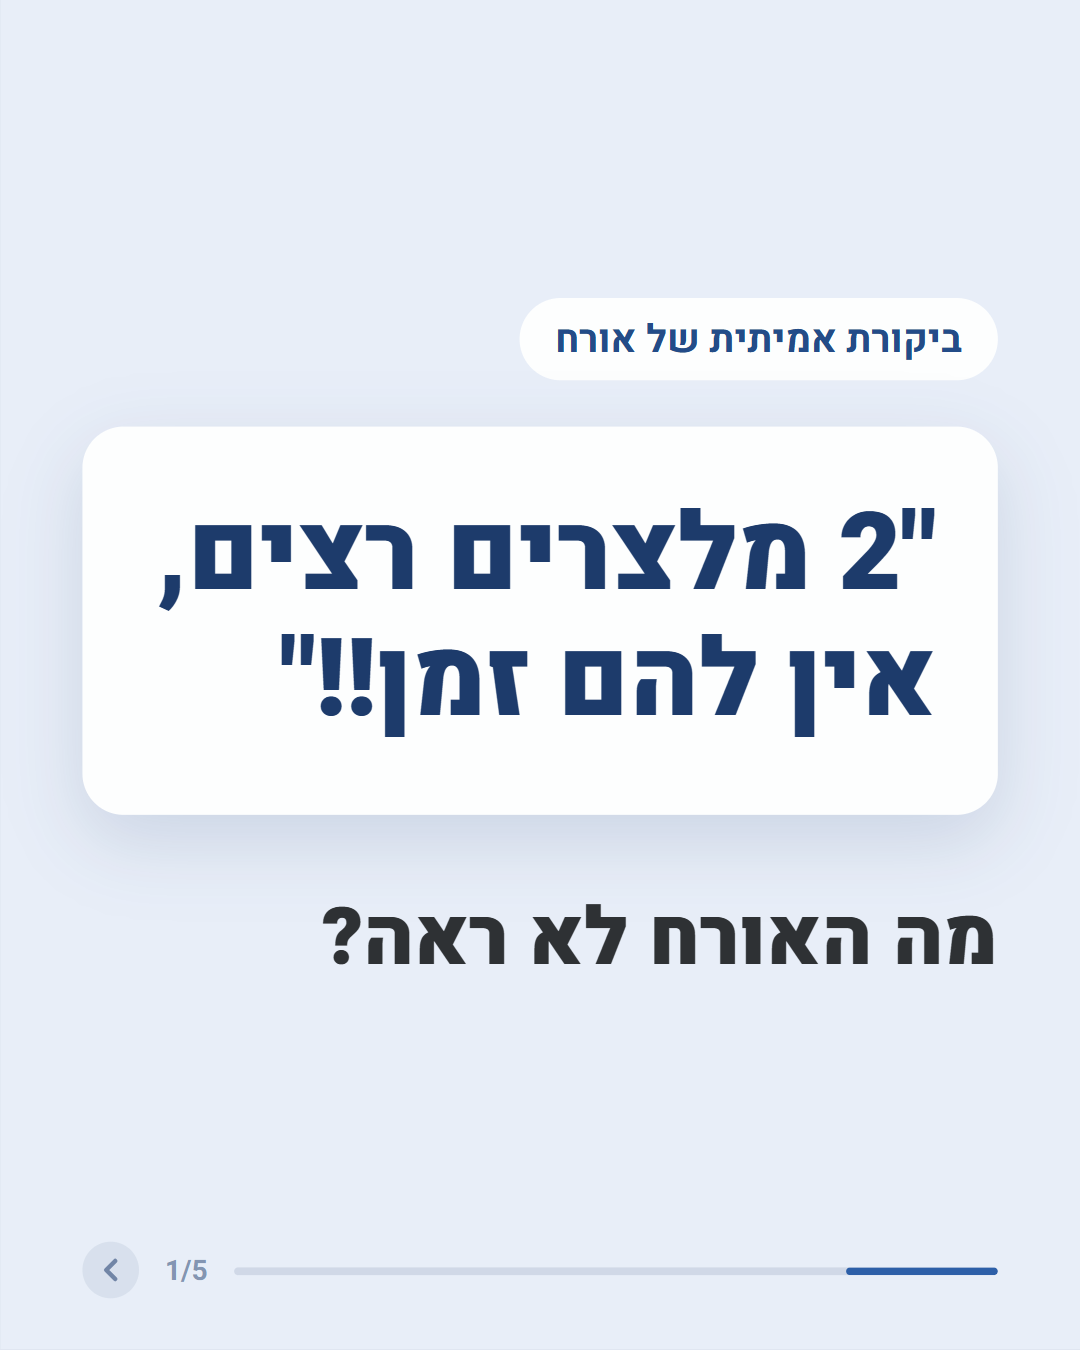 ביקורת אמיתית של אורח
"2 מלצרים רצים,
אין להם זמן!!"
מה האורח לא ראה?
1/5